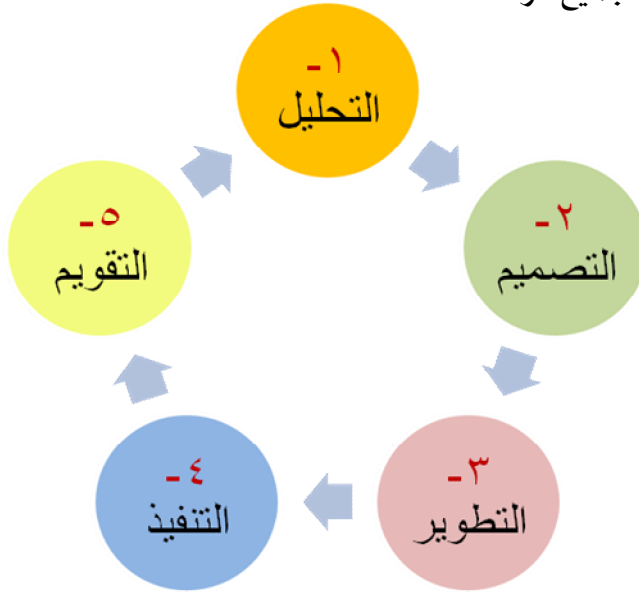 ١-
التحليل
٢-
التصميم
٣-
التطوير
٤-
التنفيذ
٥-
التقويم